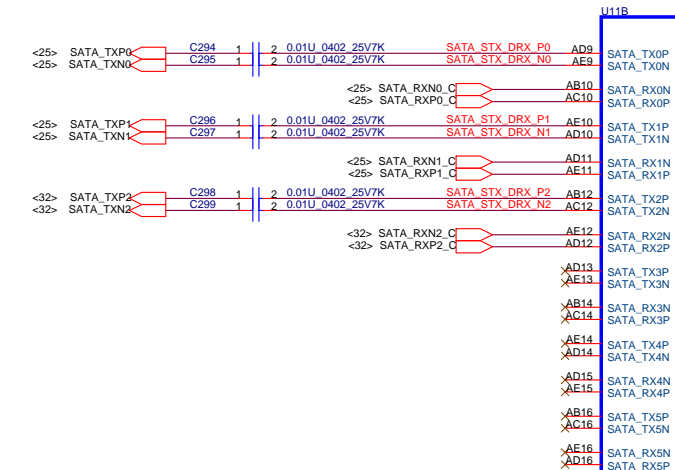 U11B
<25> SATA_TXP0 C294 1 2 0.01U_0402_25V7K SATA_STX_DRX_P0 AD9 SATA_TX0P
<25> SATA_TXN0 C295 1 2 0.01U_0402_25V7K SATA_STX_DRX_N0 AE9 SATA_TX0N
<25> SATA_RXN0_C AB10 SATA_RX0N
<25> SATA_RXP0_C AC10 SATA_RX0P
<25> SATA_TXP1 C296 1 2 0.01U_0402_25V7K SATA_STX_DRX_P1 AE10 SATA_TX1P
<25> SATA_TXN1 C297 1 2 0.01U_0402_25V7K SATA_STX_DRX_N1 AD10 SATA_TX1N
<25> SATA_RXN1_C AD11 SATA_RX1N
<25> SATA_RXP1_C AE11 SATA_RX1P
<32> SATA_TXP2 C298 1 2 0.01U_0402_25V7K SATA_STX_DRX_P2 AB12 SATA_TX2P
<32> SATA_TXN2 C299 1 2 0.01U_0402_25V7K SATA_STX_DRX_N2 AC12 SATA_TX2N
<32> SATA_RXN2_C AE12 SATA_RX2N
<32> SATA_RXP2_C AD12 SATA_RX2P
AD13 SATA_TX3P
AE13 SATA_TX3N
AB14 SATA_RX3N
AC14 SATA_RX3P
AE14 SATA_TX4P
AD14 SATA_TX4N
AD15 SATA_RX4N
AE15 SATA_RX4P
AB16 SATA_TX5P
AC16 SATA_TX5N
AE16 SATA_RX5N
AD16 SATA_RX5P